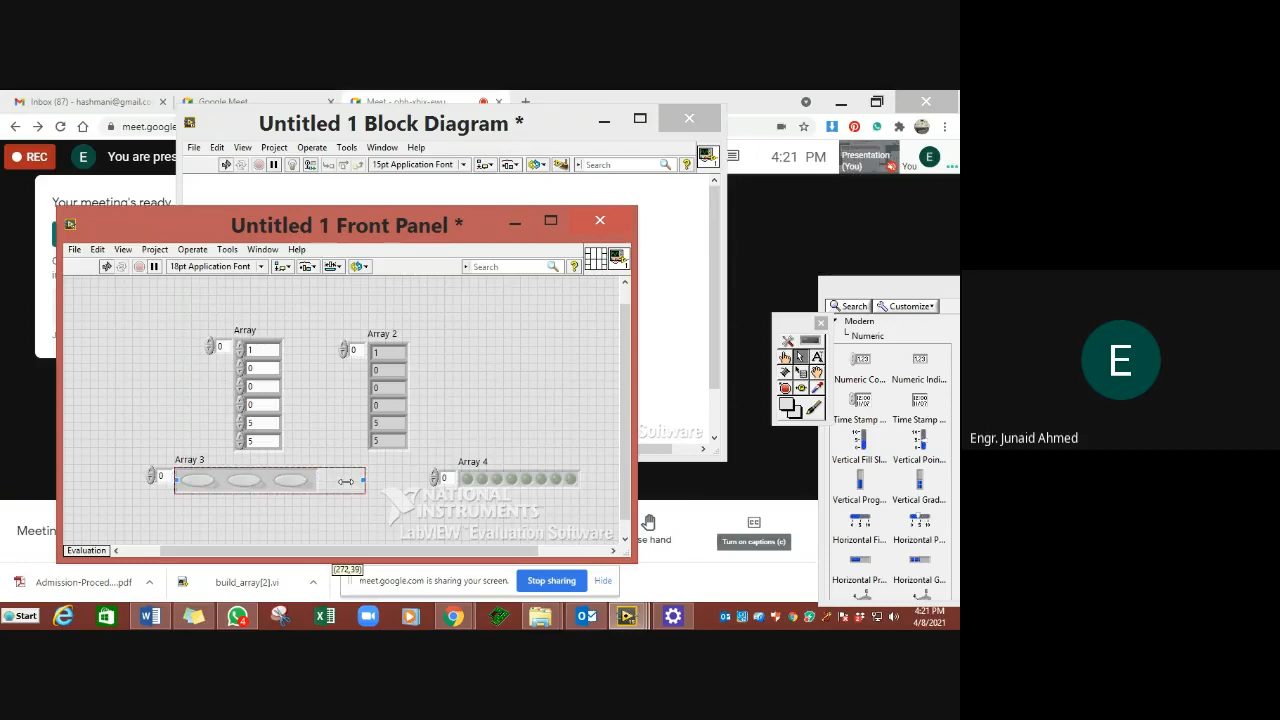 Inbox (87) - hashmani@gmail.co
Google Meet
Meet - obh-xhix-ewu
meet.google
REC
E
You are pres
Your meeting's ready
Untitled 1 Block Diagram *
File Edit View Project Operate Tools Window Help
15pt Application Font
Search
4:21 PM
Presentation
(You)
You
E
Untitled 1 Front Panel *
File Edit View Project Operate Tools Window Help
18pt Application Font
Search
Array
0
1
0
0
0
5
5
Array 2
0
1
0
0
0
5
5
Array 3
0
Array 4
0
NATIONAL
INSTRUMENTS
LabVIEW Evaluation Software
Software
Evaluation
(272,39)
Search
Customize
Modern
Numeric
Numeric Co...
Numeric Indi...
Time Stamp ...
Time Stamp ...
Vertical Fill Sl...
Vertical Poin...
Vertical Prog...
Vertical Grad...
Horizontal Fi...
Horizontal P...
Horizontal Pr...
Horizontal G...
Meetin
se hand
Turn on captions (c)
Admission-Proced....pdf
build_array[2].vi
meet.google.com is sharing your screen.
Stop sharing
Hide
Start
4:21 PM
4/8/2021
E
Engr. Junaid Ahmed